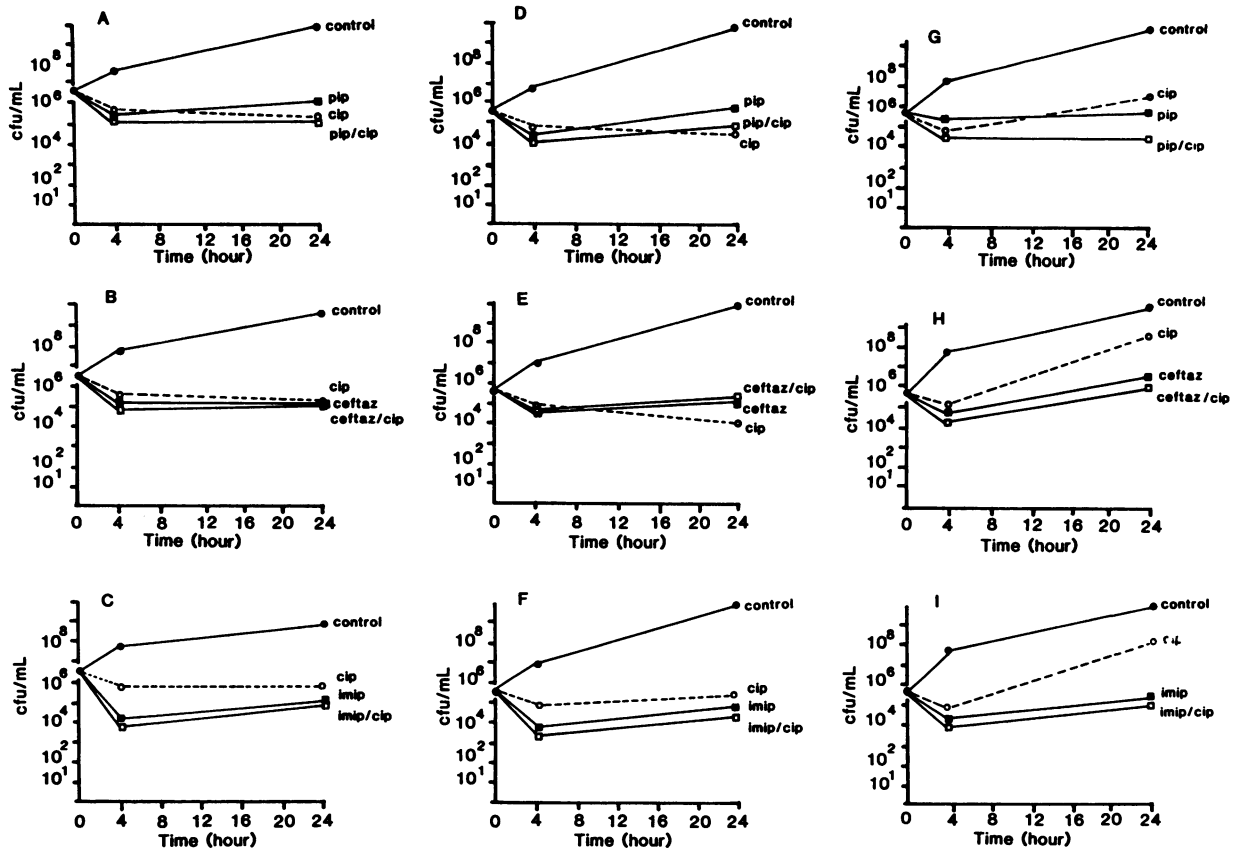 A
control
10⁸
10⁶
10⁴
10²
10¹
cfu/mL
pip
cip
pip/cip
0 4 8 12 16 20 24
Time (hour)
D
control
10⁸
10⁶
10⁴
10²
10¹
cfu/mL
pip
pip/cip
cip
0 4 8 12 16 20 24
Time (hour)
G
control
10⁸
10⁶
10⁴
10²
10¹
cfu/mL
cip
pip
pip/cip
0 4 8 12 16 20 24
Time (hour)
B
control
10⁸
10⁶
10⁴
10²
10¹
cfu/mL
cip
ceftaz
ceftaz/cip
0 4 8 12 16 20 24
Time (hour)
E
control
10⁸
10⁶
10⁴
10²
10¹
cfu/mL
ceftaz/cip
ceftaz
cip
0 4 8 12 16 20 24
Time (hour)
H
control
10⁸
10⁶
10⁴
10²
10¹
cfu/mL
cip
ceftaz
ceftaz/cip
0 4 8 12 16 20 24
Time (hour)
C
control
10⁸
10⁶
10⁴
10²
10¹
cfu/mL
cip
imip
imip/cip
0 4 8 12 16 20 24
Time (hour)
F
control
10⁸
10⁶
10⁴
10²
10¹
cfu/mL
cip
imip
imip/cip
0 4 8 12 16 20 24
Time (hour)
I
control
10⁸
10⁶
10⁴
10²
10¹
cfu/mL
imip
imip/cip
0 4 8 12 16 20 24
Time (hour)